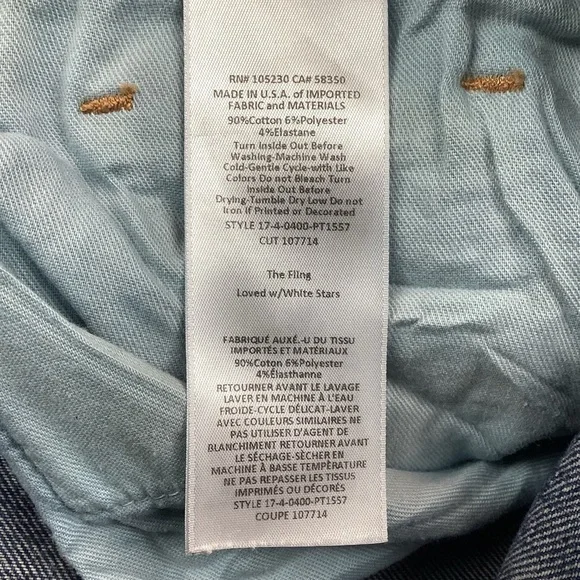 RN# 105230 CA# 58350
MADE IN U.S.A. of IMPORTED
FABRIC and MATERIALS
90%Cotton 6%Polyester
4%Elastane
Turn Inside Out Before
Washing-Machine Wash
Cold-Gentle Cycle-with Like
Colors Do not Bleach Turn
Inside Out Before
Drying-Tumble Dry Low Do not
Iron if Printed or Decorated
STYLE 17-4-0400-PT1557
CUT 107714
The Fling
Loved w/White Stars
FABRIQUÉ AUXÉ.-U DU TISSU
IMPORTÉS ET MATÉRIAUX
90%Coton 6%Polyester
4%Élasthanne
RETOURNER AVANT LE LAVAGE
LAVER EN MACHINE À L'EAU
FROIDE-CYCLE DÉLICAT-LAVER
AVEC COULEURS SIMILAIRES NE
PAS UTILISER D'AGENT DE
BLANCHIMENT RETOURNER AVANT
LE SÉCHAGE-SÈCHER EN
MACHINE À BASSE TEMPÈRATURE
NE PAS REPASSER LES TISSUS
IMPRIMÉS OU DÉCORÉS
STYLE 17-4-0400-PT1557
COUPE 107714